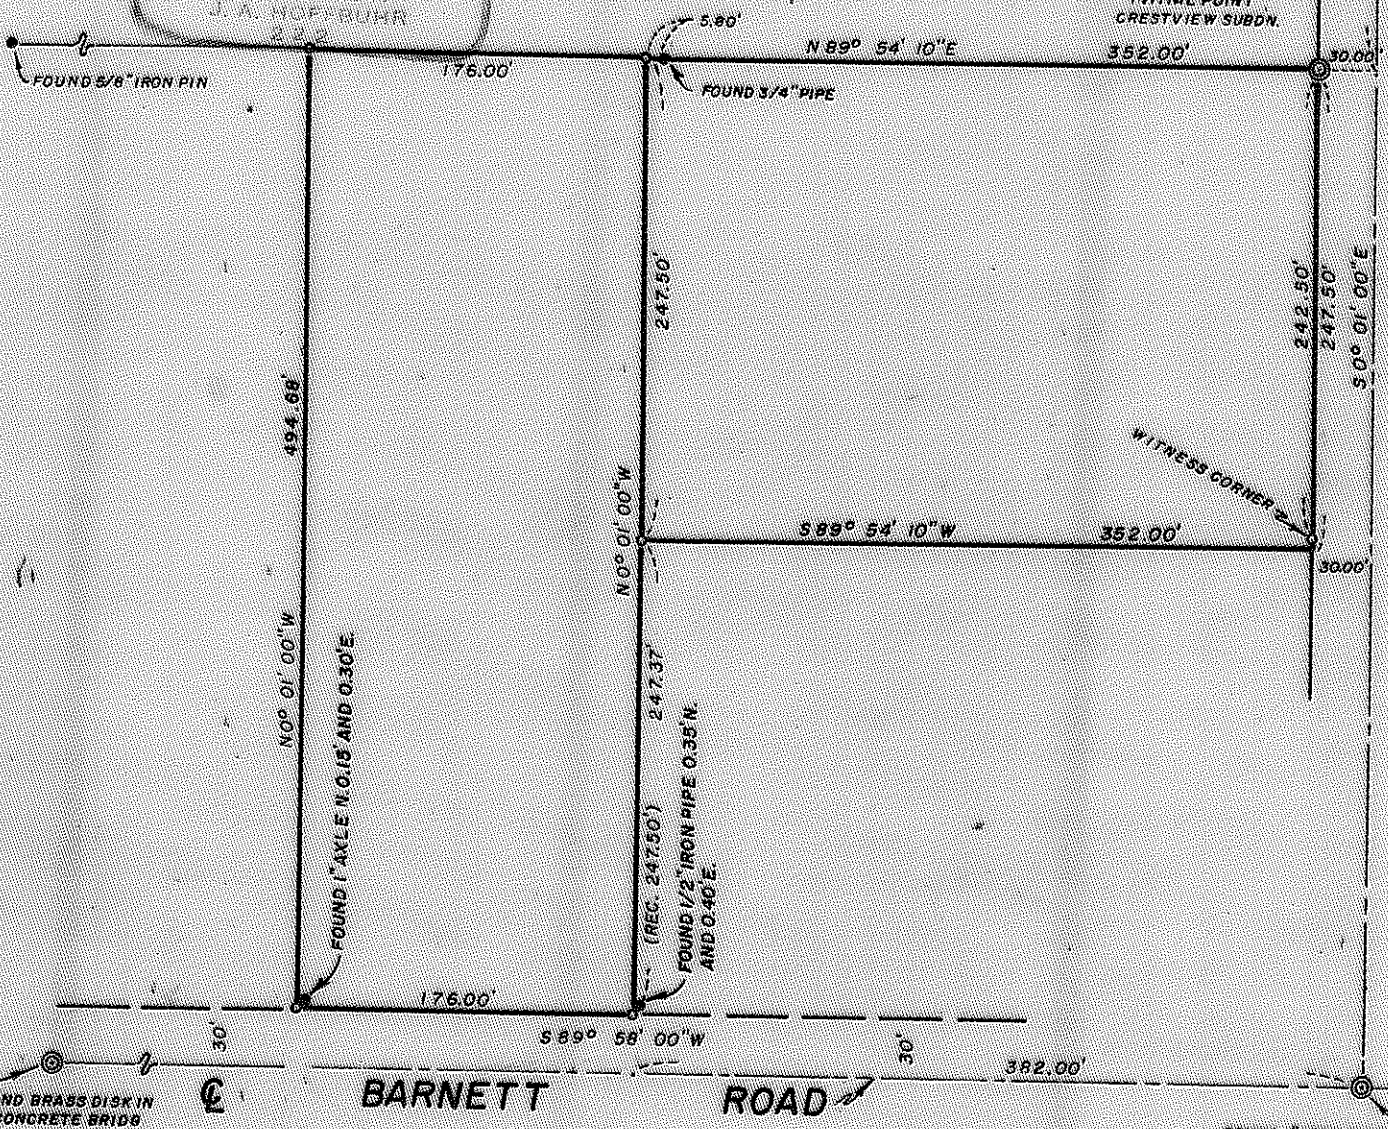 J. A. HOFFBUHR
INITIAL POINT
CRESTVIEW SUBDN.
5.80'
N 89° 54' 10" E
352.00'
30.00'
FOUND 5/8" IRON PIN
176.00'
FOUND 3/4" PIPE
247.50'
242.50'
247.50'
S 0° 01' 00" E
494.68'
WITNESS CORNER
N 0° 01' 00" W
S 89° 54' 10" W
352.00'
30.00'
N 0° 01' 00" W
FOUND 1" AXLE N. 0.15' AND 0.30' E.
247.37'
(REC. 247.50')
FOUND 1/2" IRON PIPE 0.35' N.
AND 0.40' E.
176.00'
S 89° 58' 00" W
30'
30'
382.00'
℄ BARNETT ROAD
ND BRASS DISK IN
CONCRETE BRIDG